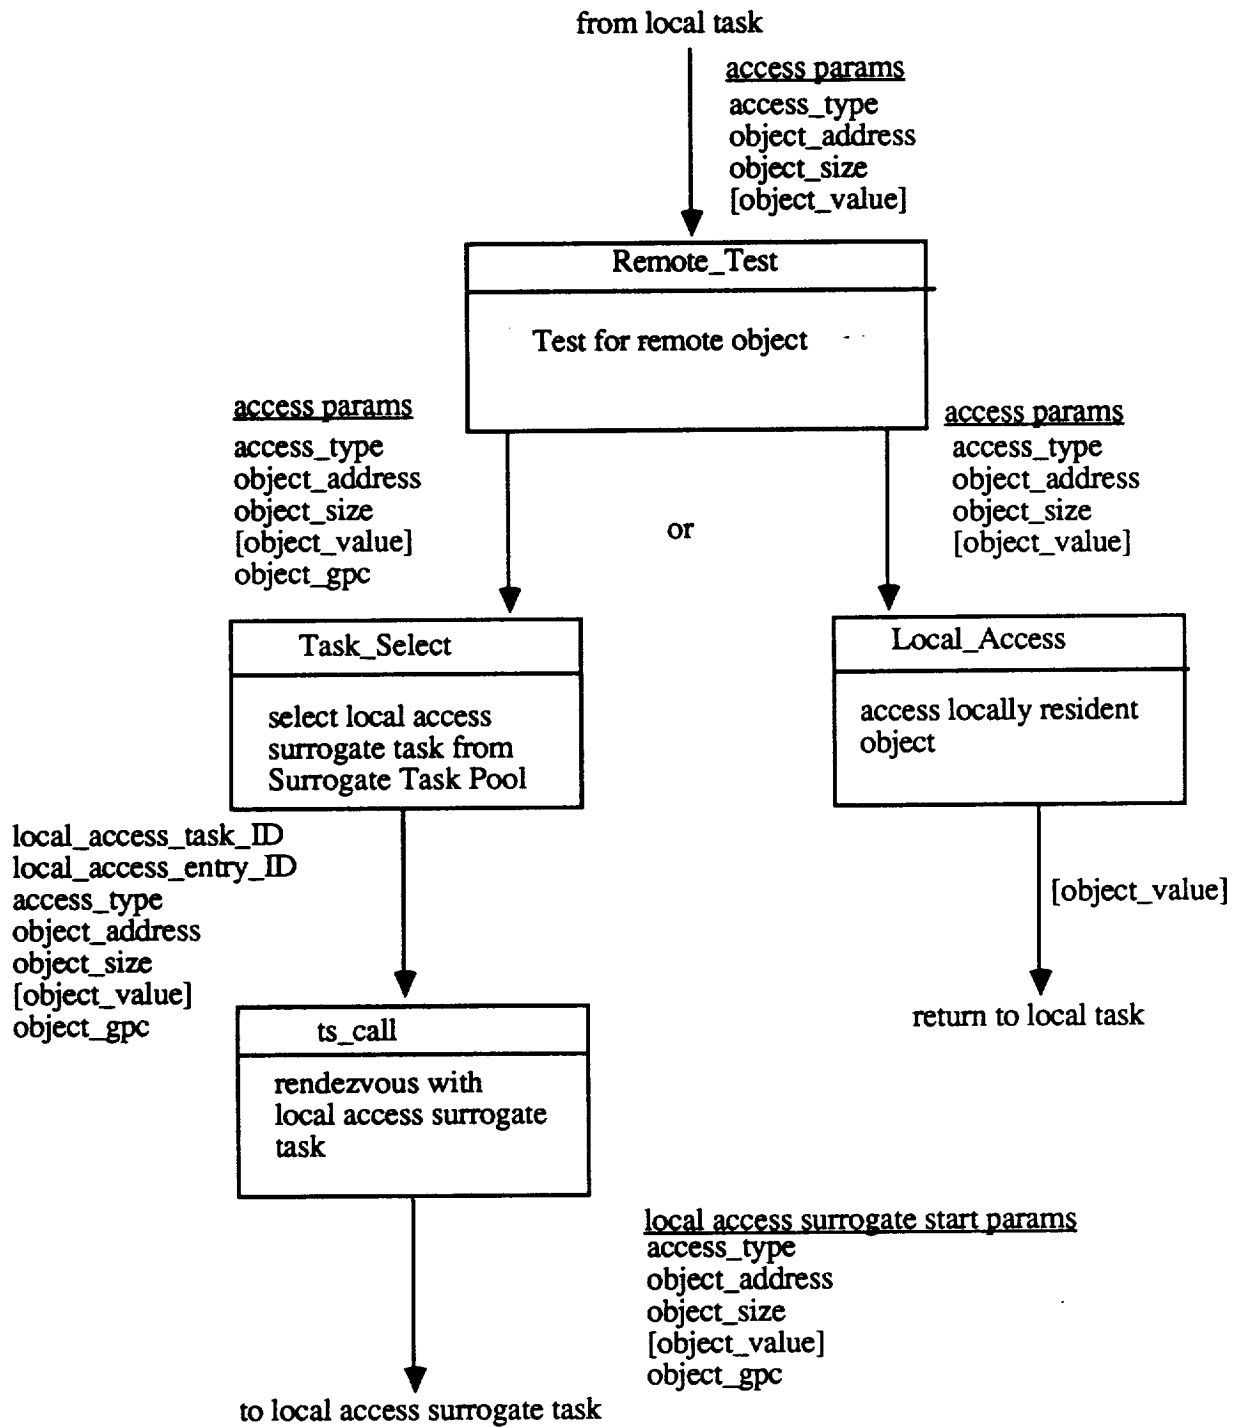 from local task
access params
access_type
object_address
object_size
[object_value]
Remote_Test
Test for remote object
access params
access_type
object_address
object_size
[object_value]
object_gpc
or
access params
access_type
object_address
object_size
[object_value]
Task_Select
select local access
surrogate task from
Surrogate Task Pool
Local_Access
access locally resident
object
local_access_task_ID
local_access_entry_ID
access_type
object_address
object_size
[object_value]
object_gpc
[object_value]
return to local task
ts_call
rendezvous with
local access surrogate
task
local access surrogate start params
access_type
object_address
object_size
[object_value]
object_gpc
to local access surrogate task